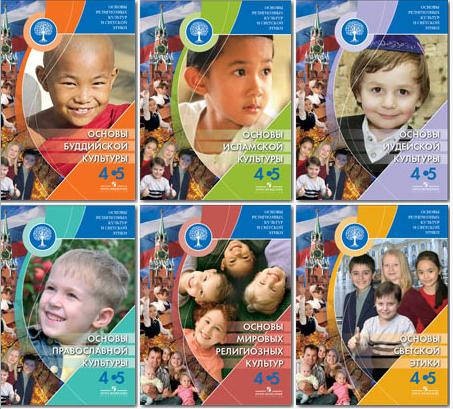 ОСНОВЫ
РЕЛИГИОЗНЫХ
КУЛЬТУР
И СВЕТСКОЙ
ЭТИКИ
ОСНОВЫ
БУДДИЙСКОЙ
КУЛЬТУРЫ
4•5
ОСНОВЫ
РЕЛИГИОЗНЫХ
КУЛЬТУР
И СВЕТСКОЙ
ЭТИКИ
ОСНОВЫ
ИСЛАМСКОЙ
КУЛЬТУРЫ
4•5
ОСНОВЫ
РЕЛИГИОЗНЫХ
КУЛЬТУР
И СВЕТСКОЙ
ЭТИКИ
ОСНОВЫ
ИУДЕЙСКОЙ
КУЛЬТУРЫ
4•5
ОСНОВЫ
РЕЛИГИОЗНЫХ
КУЛЬТУР
И СВЕТСКОЙ
ЭТИКИ
ОСНОВЫ
ПРАВОСЛАВНОЙ
КУЛЬТУРЫ
4•5
ОСНОВЫ
РЕЛИГИОЗНЫХ
КУЛЬТУР
И СВЕТСКОЙ
ЭТИКИ
ОСНОВЫ
МИРОВЫХ
РЕЛИГИОЗНЫХ
КУЛЬТУР
4•5
ОСНОВЫ
РЕЛИГИОЗНЫХ
КУЛЬТУР
И СВЕТСКОЙ
ЭТИКИ
ОСНОВЫ
СВЕТСКОЙ
ЭТИКИ
4•5